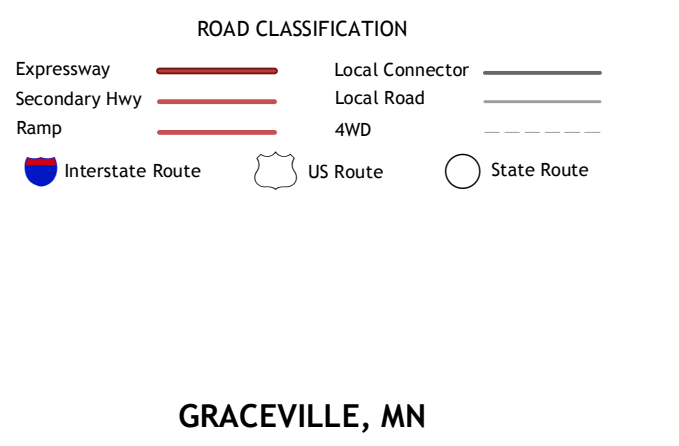 ROAD CLASSIFICATION
Expressway
Local Connector
Secondary Hwy
Local Road
Ramp
4WD
Interstate Route
US Route
State Route
GRACEVILLE, MN